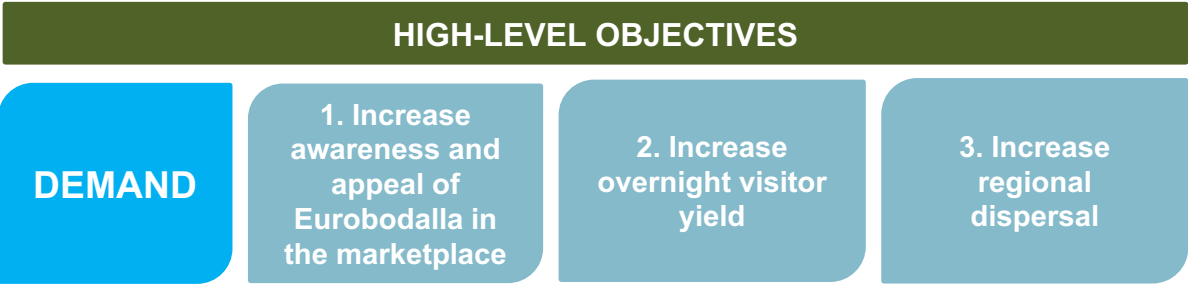 HIGH-LEVEL OBJECTIVES
DEMAND
1. Increase
awareness and
appeal of
Eurobodalla in
the marketplace
2. Increase
overnight visitor
yield
3. Increase
regional
dispersal